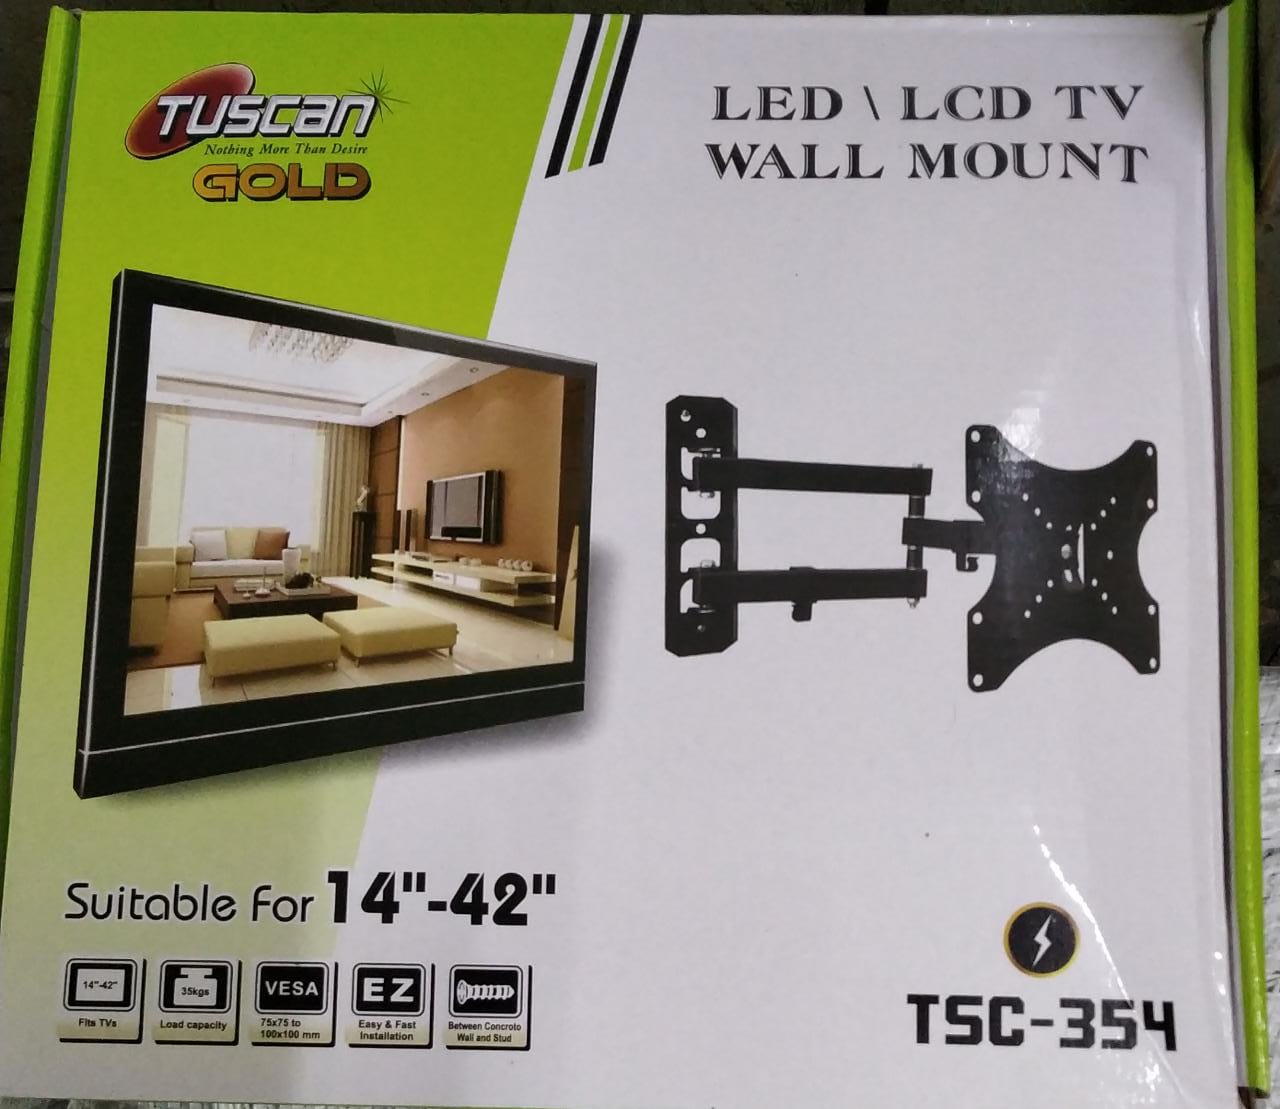 TUSCan
Nothing More Than Desire
GOLD
LED \ LCD TV
WALL MOUNT
Suitable For 14"-42"
14"-42"
Fits TVs
35kgs
Load capacity
VESA
75x75 to
100x100 mm
EZ
Easy & Fast
Installation
Between Concroto
Wall and Stud
TSC-354